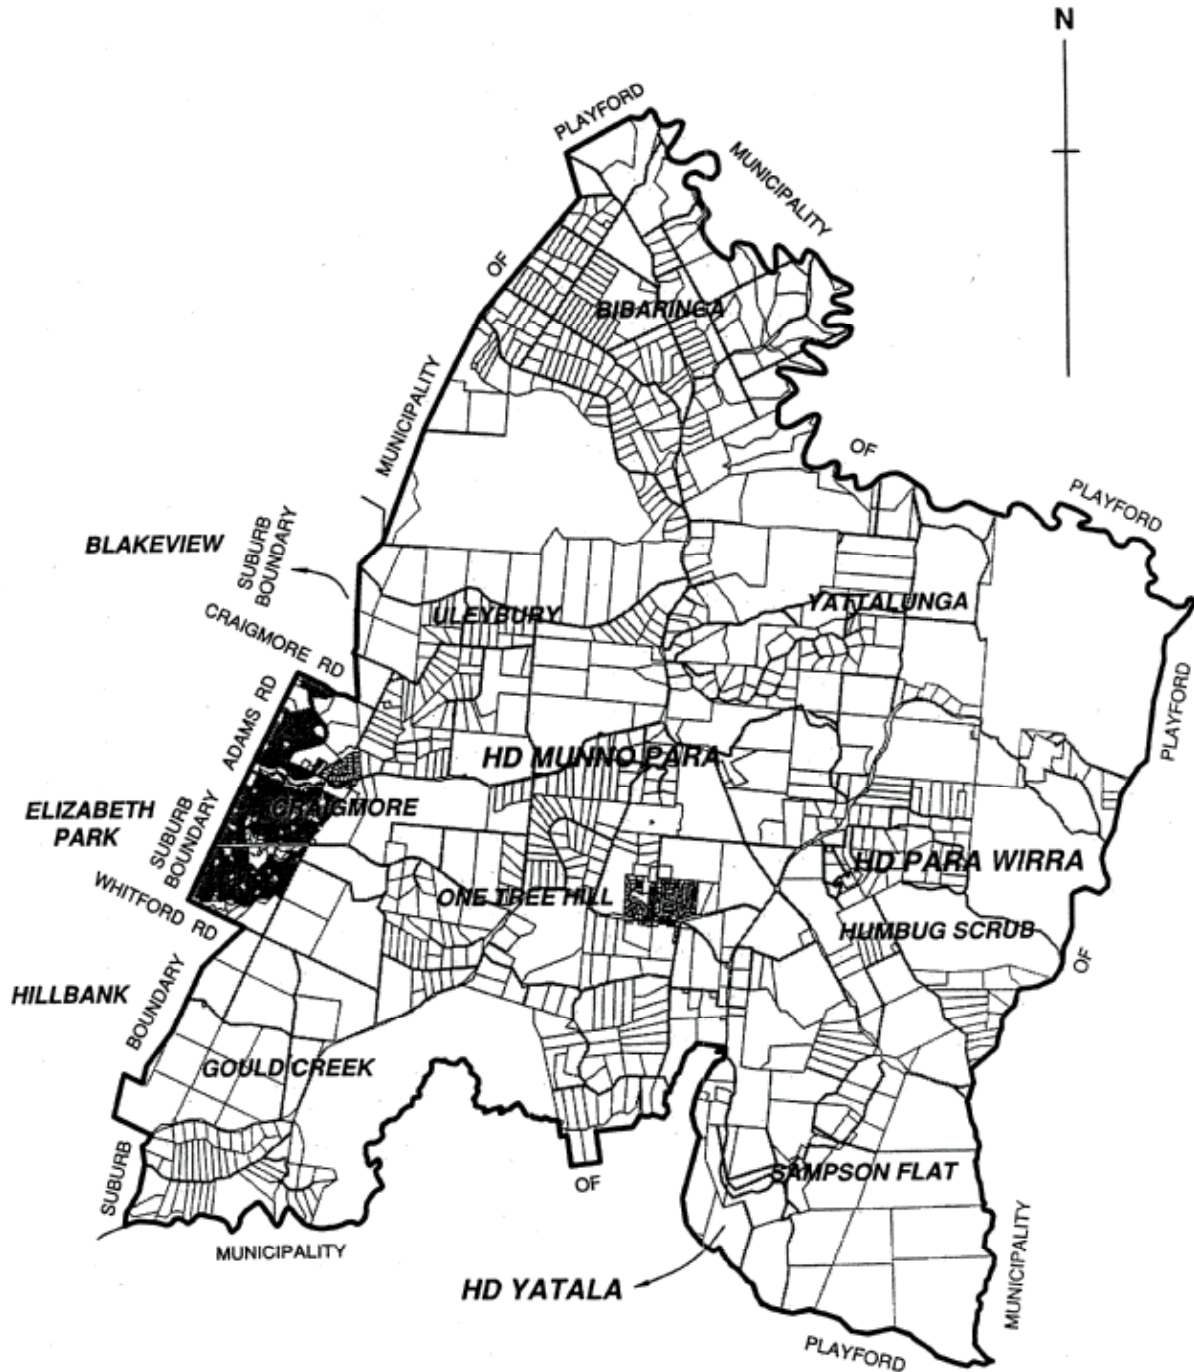 N
PLAYFORD
MUNICIPALITY
OF
BIBARINGA
MUNICIPALITY
OF
PLAYFORD
BLAKEVIEW
SUBURB
BOUNDARY
ULEYBURY
YATTALUNGA
CRAIGMORE RD
ADAMS RD
PLAYFORD
HD MUNNO PARA
ELIZABETH
PARK
SUBURB
BOUNDARY
CRAIGMORE
HD PARA WIRRA
WHITFORD RD
ONE TREE HILL
HUMBUG SCRUB
OF
HILLBANK
BOUNDARY
GOULD CREEK
SUBURB
SAMPSON FLAT
OF
MUNICIPALITY
MUNICIPALITY
HD YATALA
PLAYFORD